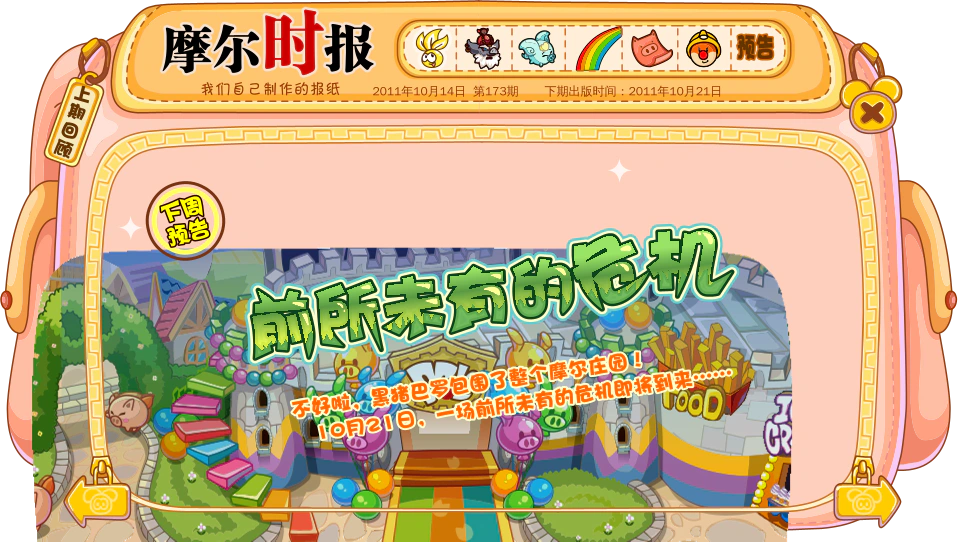 摩尔时报
预告
我们自己制作的报纸
2011年10月14日 第173期 下期出版时间：2011年10月21日
上期回顾
下周
预告
前所未有的危机
不好啦，黑猪巴罗包围了整个摩尔庄园！
10月21日，一场前所未有的危机即将到来……
FOOD